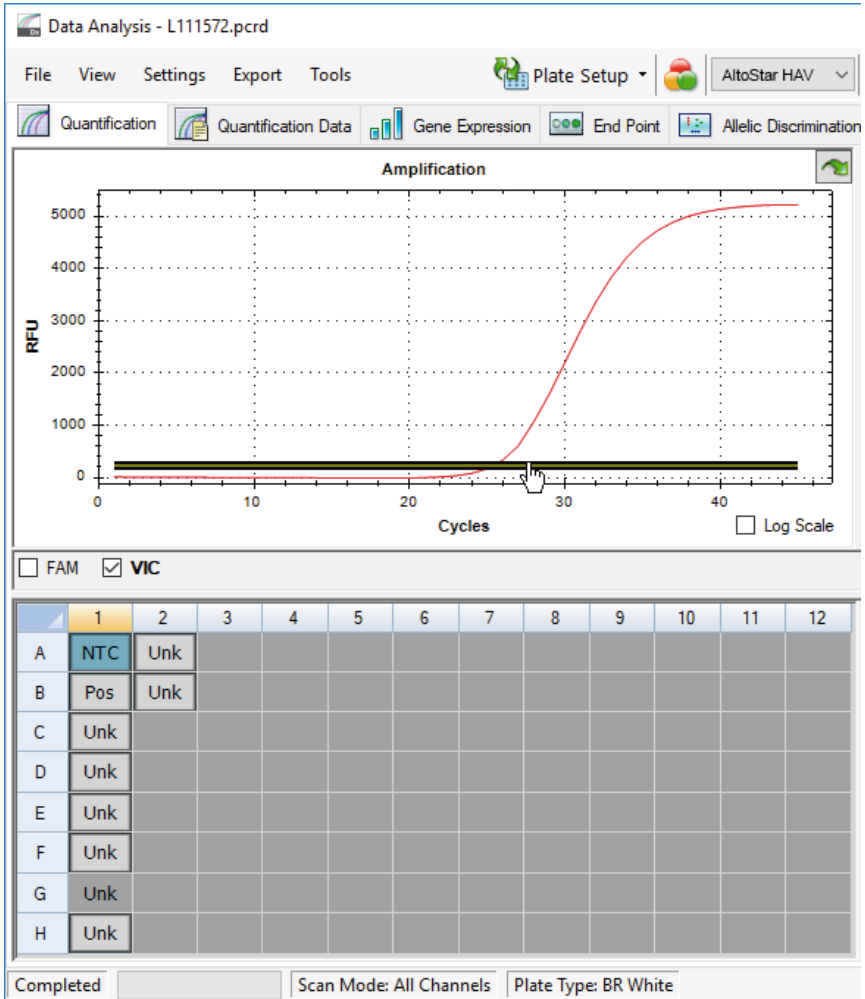 Data Analysis - L111572.pcrd
File View Settings Export Tools Plate Setup AltoStar HAV
Quantification Quantification Data Gene Expression End Point Allelic Discrimination
Amplification
5000
4000
3000
2000
1000
0
RFU
0 10 20 30 40
Cycles
Log Scale
FAM VIC
1 2 3 4 5 6 7 8 9 10 11 12
A NTC Unk
B Pos Unk
C Unk
D Unk
E Unk
F Unk
G Unk
H Unk
Completed Scan Mode: All Channels Plate Type: BR White